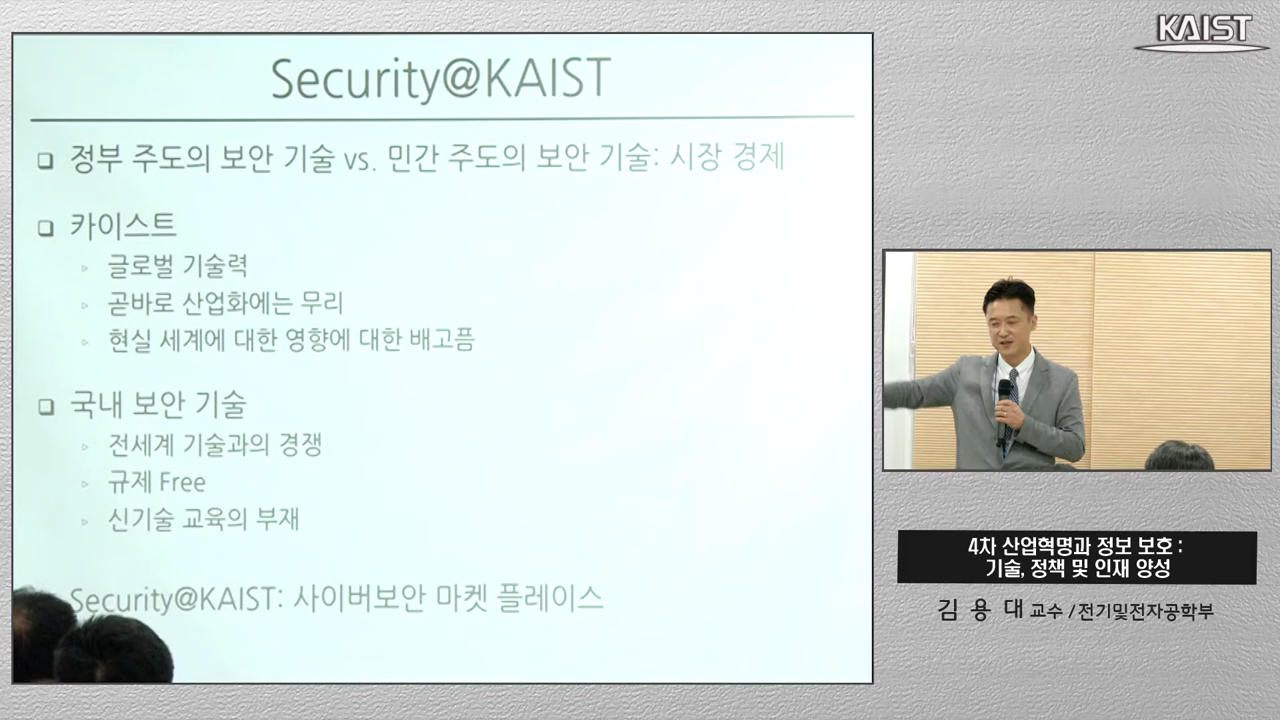 KAIST
Security@KAIST
정부 주도의 보안 기술 vs. 민간 주도의 보안 기술: 시장 경제
카이스트
글로벌 기술력
곧바로 산업화에는 무리
현실 세계에 대한 영향에 대한 배고픔
국내 보안 기술
전세계 기술과의 경쟁
규제 Free
신기술 교육의 부재
Security@KAIST: 사이버보안 마켓 플레이스
4차 산업혁명과 정보 보호 :
기술, 정책 및 인재 양성
김 용 대 교수 / 전기및전자공학부